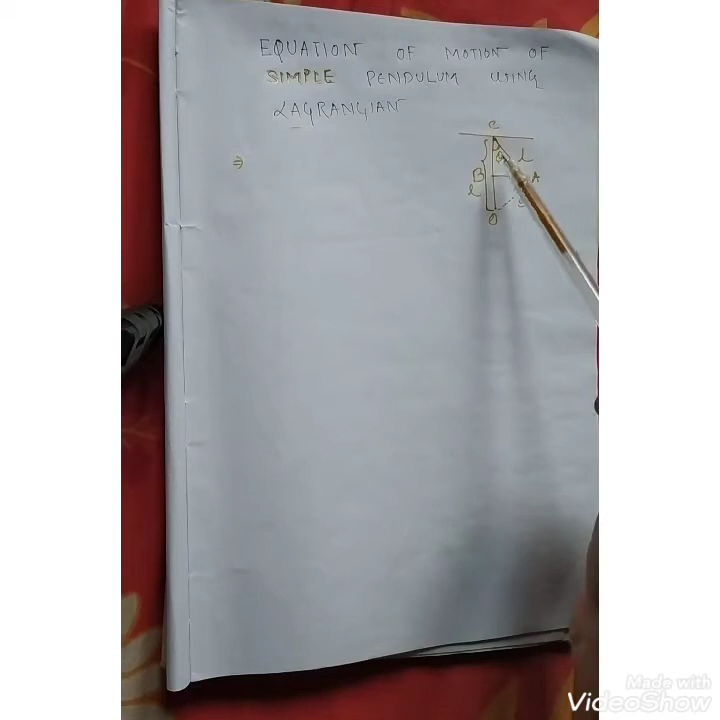 EQUATION OF MOTION OF
SIMPLE PENDULUM USING
LAGRANGIAN
C
⇒
θ l
B A
l
O
Made with
VideoShow